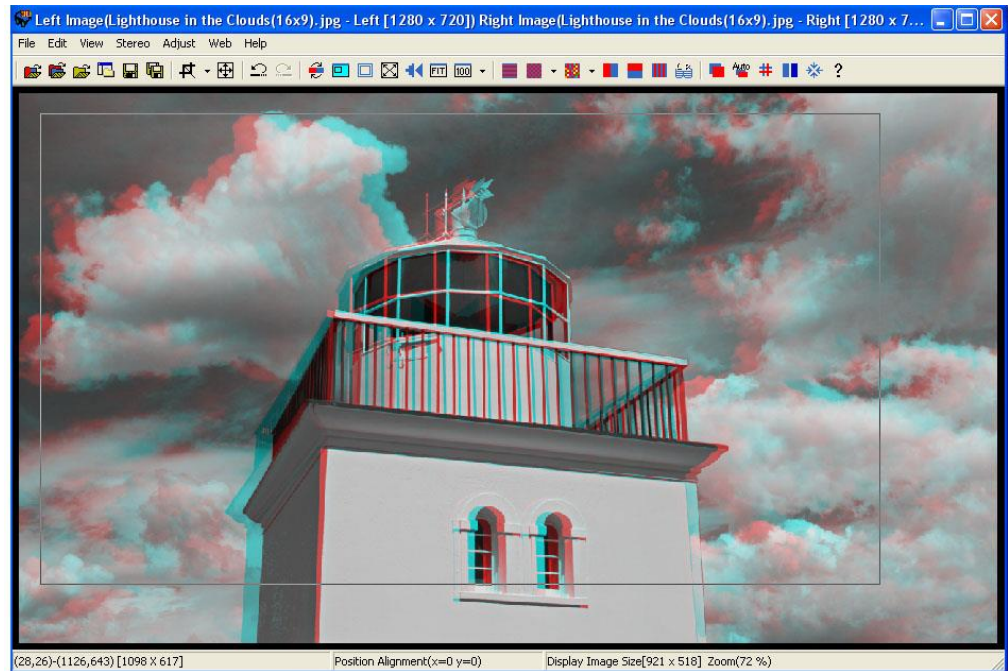 Left Image(Lighthouse in the Clouds(16x9).jpg - Left [1280 x 720]) Right Image(Lighthouse in the Clouds(16x9).jpg - Right [1280 x 7...
File Edit View Stereo Adjust Web Help
FIT 100 L R Auto ?
(28,26)-(1126,643) [1098 X 617] Position Alignment(x=0 y=0) Display Image Size[921 x 518] Zoom(72 %)